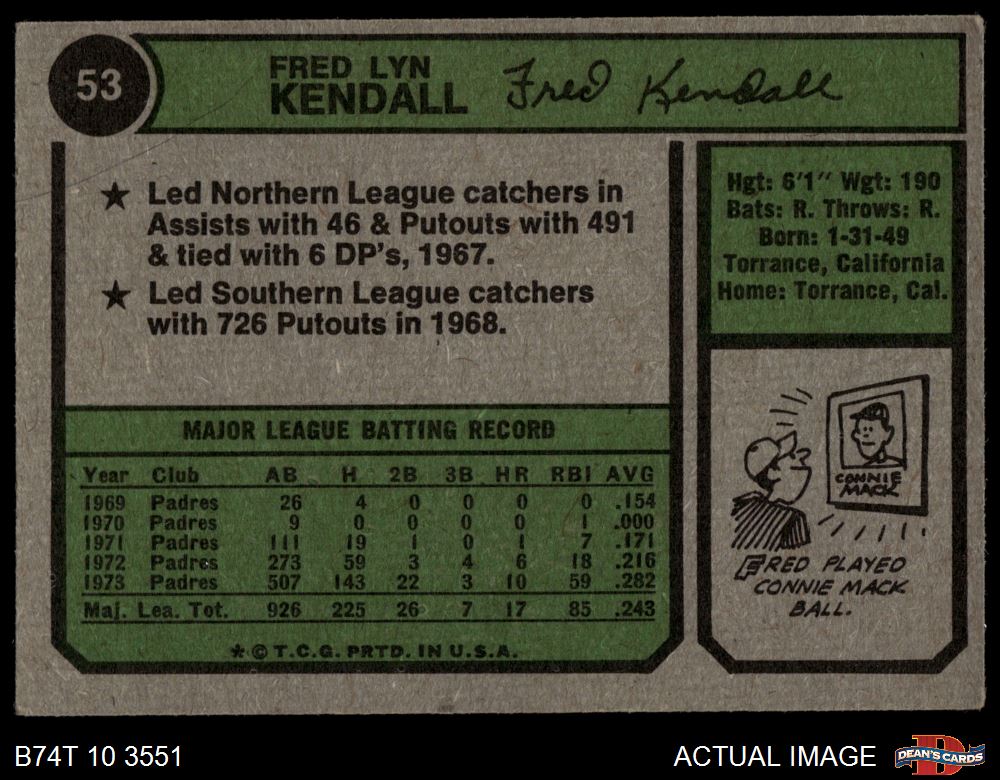 53
FRED LYN
KENDALL
Fred Kendall
★ Led Northern League catchers in
Assists with 46 & Putouts with 491
& tied with 6 DP's, 1967.
★ Led Southern League catchers
with 726 Putouts in 1968.
Hgt: 6'1" Wgt: 190
Bats: R. Throws: R.
Born: 1-31-49
Torrance, California
Home: Torrance, Cal.
MAJOR LEAGUE BATTING RECORD
Year Club AB H 2B 3B HR RBI AVG
1969 Padres 26 4 0 0 0 0 .154
1970 Padres 9 0 0 0 0 1 .000
1971 Padres 111 19 1 0 1 7 .171
1972 Padres 273 59 3 4 6 18 .216
1973 Padres 507 143 22 3 10 59 .282
Maj. Lea. Tot. 926 225 26 7 17 85 .243
★ © T.C.G. PRTD. IN U.S.A.
CONNIE
MACK
FRED PLAYED
CONNIE MACK
BALL.
B74T 10 3551
ACTUAL IMAGE
DEAN'S CARDS